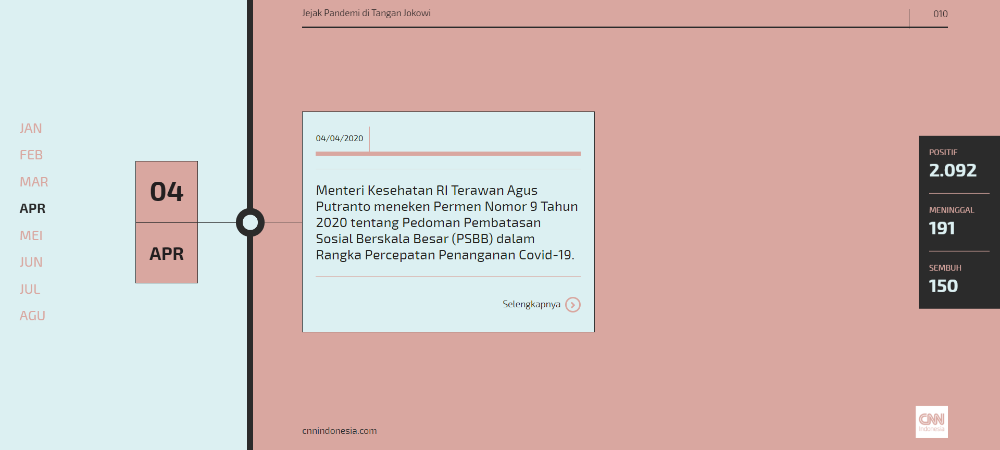 Jejak Pandemi di Tangan Jokowi
010
JAN
FEB
MAR
APR
MEI
JUN
JUL
AGU
04
APR
04/04/2020
Menteri Kesehatan RI Terawan Agus
Putranto meneken Permen Nomor 9 Tahun
2020 tentang Pedoman Pembatasan
Sosial Berskala Besar (PSBB) dalam
Rangka Percepatan Penanganan Covid-19.
Selengkapnya
POSITIF
2.092
MENINGGAL
191
SEMBUH
150
cnnindonesia.com
CNN
Indonesia